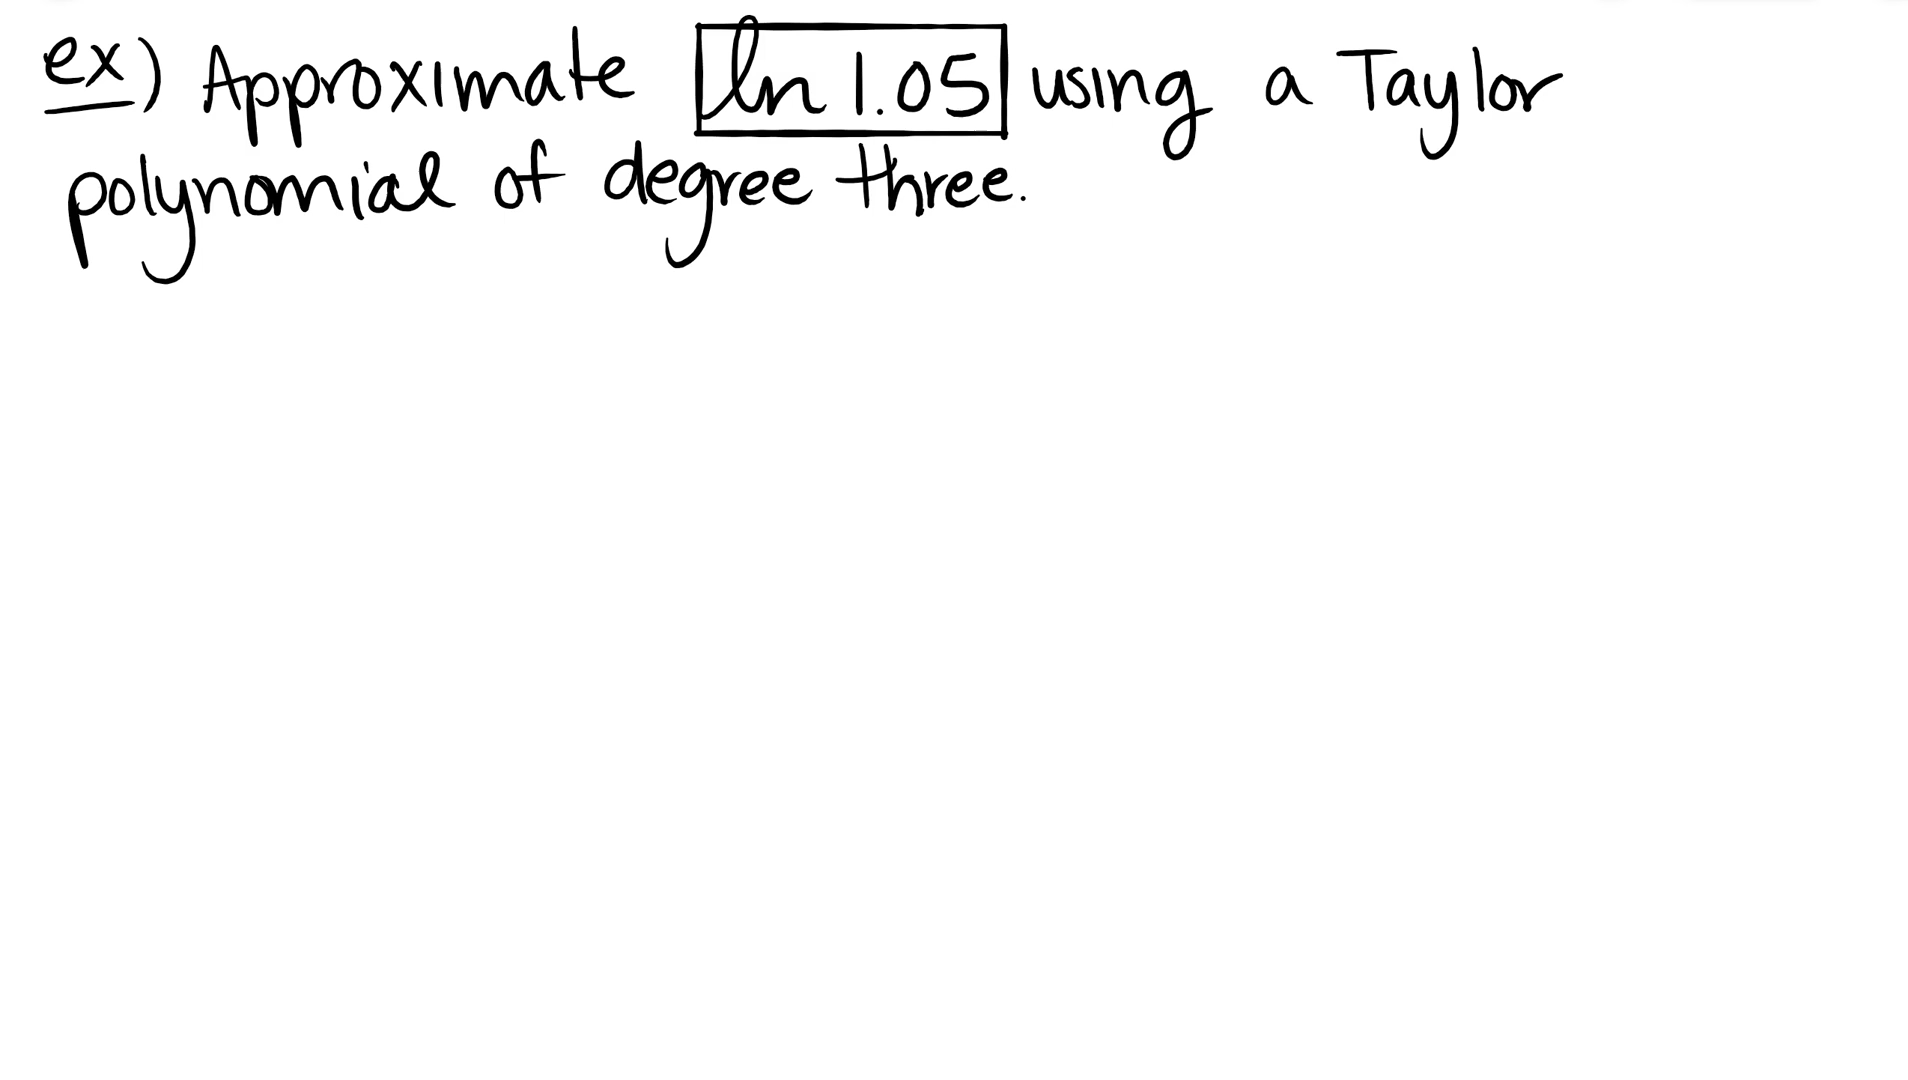 ex) Approximate ln 1.05 using a Taylor
polynomial of degree three.